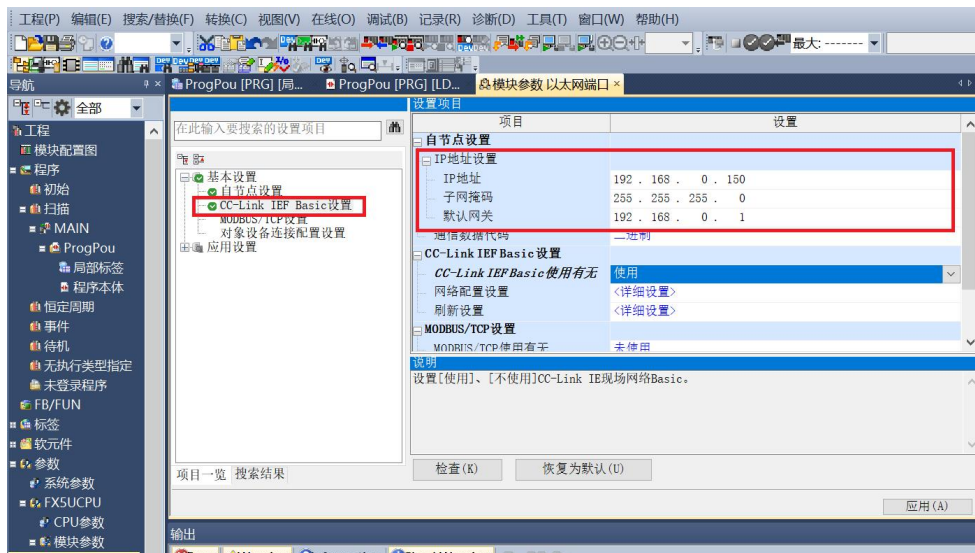 工程(P) 编辑(E) 搜索/替换(F) 转换(C) 视图(V) 在线(O) 调试(B) 记录(R) 诊断(D) 工具(T) 窗口(W) 帮助(H)
最大: -------
导航
ProgPou [PRG] [局...
ProgPou [PRG] [LD...
模块参数 以太网端口
全部
工程
模块配置图
程序
初始
扫描
MAIN
ProgPou
局部标签
程序本体
恒定周期
事件
待机
无执行类型指定
未登录程序
FB/FUN
标签
软元件
参数
系统参数
FX5UCPU
CPU参数
模块参数
在此输入要搜索的设置项目
基本设置
自节点设置
CC-Link IEF Basic设置
MODBUS/TCP设置
对象设备连接配置设置
应用设置
项目一览 搜索结果
设置项目
项目 设置
自节点设置
IP地址设置
IP地址 192 . 168 . 0 . 150
子网掩码 255 . 255 . 255 . 0
默认网关 192 . 168 . 0 . 1
通信数据代码 二进制
CC-Link IEF Basic 设置
CC-Link IEF Basic使用有无 使用
网络配置设置 <详细设置>
刷新设置 <详细设置>
MODBUS/TCP设置
MODBUS/TCP使用有无 未使用
说明
设置[使用]、[不使用]CC-Link IE现场网络Basic。
检查(K) 恢复为默认(U)
应用(A)
输出